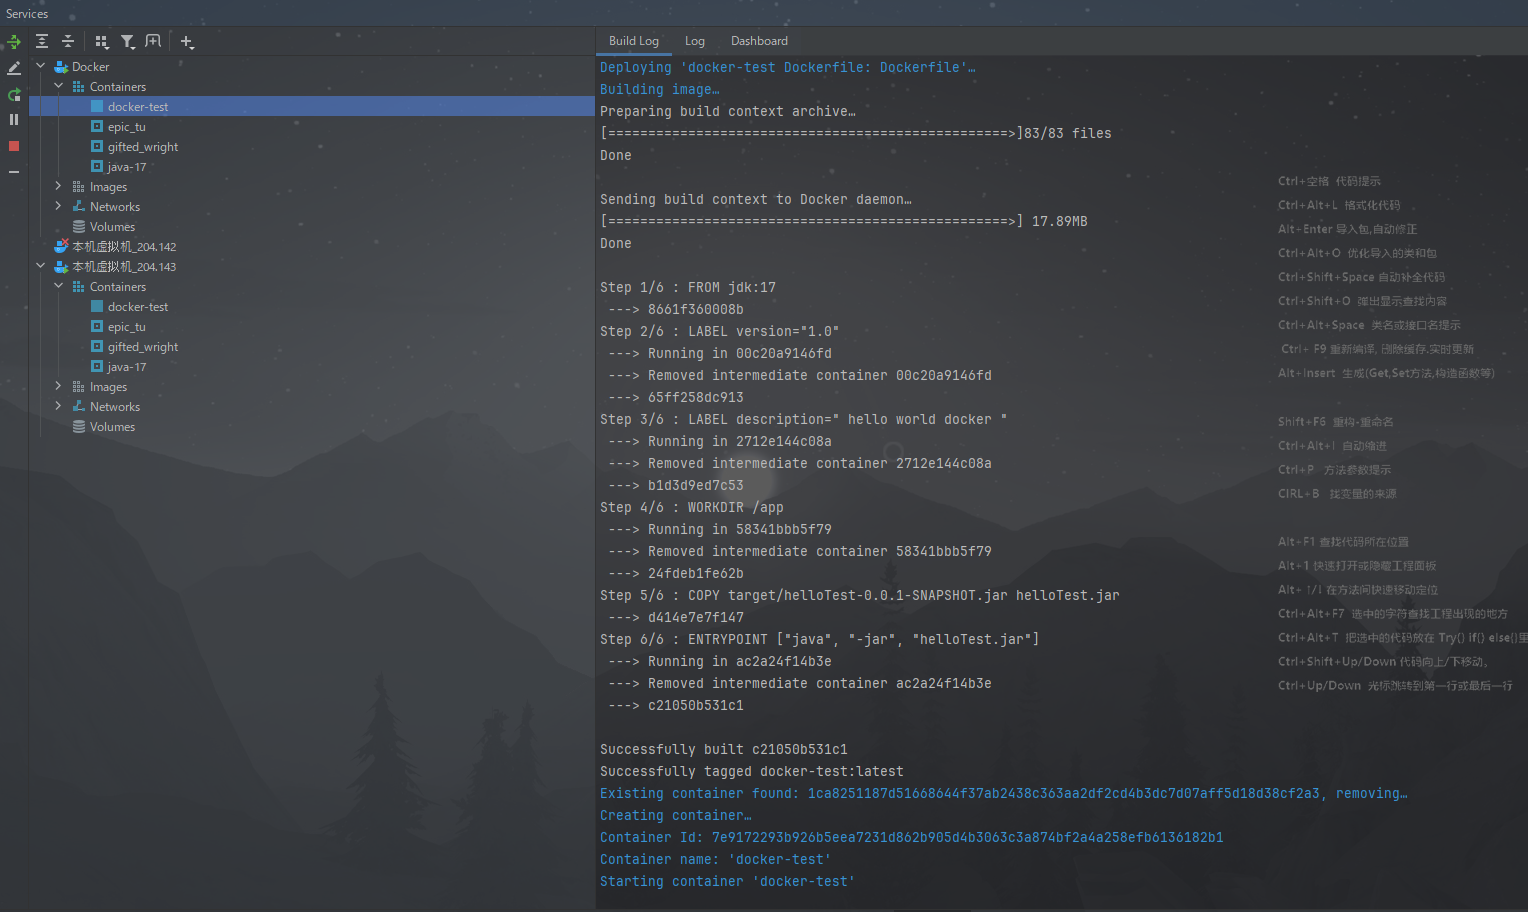 Services
Docker
Containers
docker-test
epic_tu
gifted_wright
java-17
Images
Networks
Volumes
本机虚拟机_204.142
本机虚拟机_204.143
Containers
docker-test
epic_tu
gifted_wright
java-17
Images
Networks
Volumes
Build Log
Log
Dashboard
Deploying 'docker-test Dockerfile: Dockerfile'…
Building image…
Preparing build context archive…
[==================================================>]83/83 files
Done
Sending build context to Docker daemon…
[==================================================>] 17.89MB
Done
Step 1/6 : FROM jdk:17
---> 8661f360008b
Step 2/6 : LABEL version="1.0"
---> Running in 00c20a9146fd
---> Removed intermediate container 00c20a9146fd
---> 65ff258dc913
Step 3/6 : LABEL description=" hello world docker "
---> Running in 2712e144c08a
---> Removed intermediate container 2712e144c08a
---> b1d3d9ed7c53
Step 4/6 : WORKDIR /app
---> Running in 58341bbb5f79
---> Removed intermediate container 58341bbb5f79
---> 24fdeb1fe62b
Step 5/6 : COPY target/helloTest-0.0.1-SNAPSHOT.jar helloTest.jar
---> d414e7e7f147
Step 6/6 : ENTRYPOINT ["java", "-jar", "helloTest.jar"]
---> Running in ac2a24f14b3e
---> Removed intermediate container ac2a24f14b3e
---> c21050b531c1
Successfully built c21050b531c1
Successfully tagged docker-test:latest
Existing container found: 1ca8251187d51668644f37ab2438c363aa2df2cd4b3dc7d07aff5d18d38cf2a3, removing…
Creating container…
Container Id: 7e9172293b926b5eea7231d862b905d4b3063c3a874bf2a4a258efb6136182b1
Container name: 'docker-test'
Starting container 'docker-test'
Ctrl+空格 代码提示
Ctrl+Alt+L 格式化代码
Alt+Enter 导入包,自动修正
Ctrl+Alt+O 优化导入的类和包
Ctrl+Shift+Space 自动补全代码
Ctrl+Shift+O 弹出显示查找内容
Ctrl+Alt+Space 类名或接口名提示
Ctrl+ F9 重新编译, 删除缓存.实时更新
Alt+Insert 生成(Get,Set方法,构造函数等)
Shift+F6 重构-重命名
Ctrl+Alt+I 自动缩进
Ctrl+P 方法参数提示
CIRL+B 找变量的来源
Alt+F1 查找代码所在位置
Alt+1 快速打开或隐藏工程面板
Alt+ ↑/↓ 在方法间快速移动定位
Ctrl+Alt+F7 选中的字符查找工程出现的地方
Ctrl+Alt+T 把选中的代码放在 Try{} If{} else{}里
Ctrl+Shift+Up/Down 代码向上/下移动。
Ctrl+Up/Down 光标跳转到第一行或最后一行